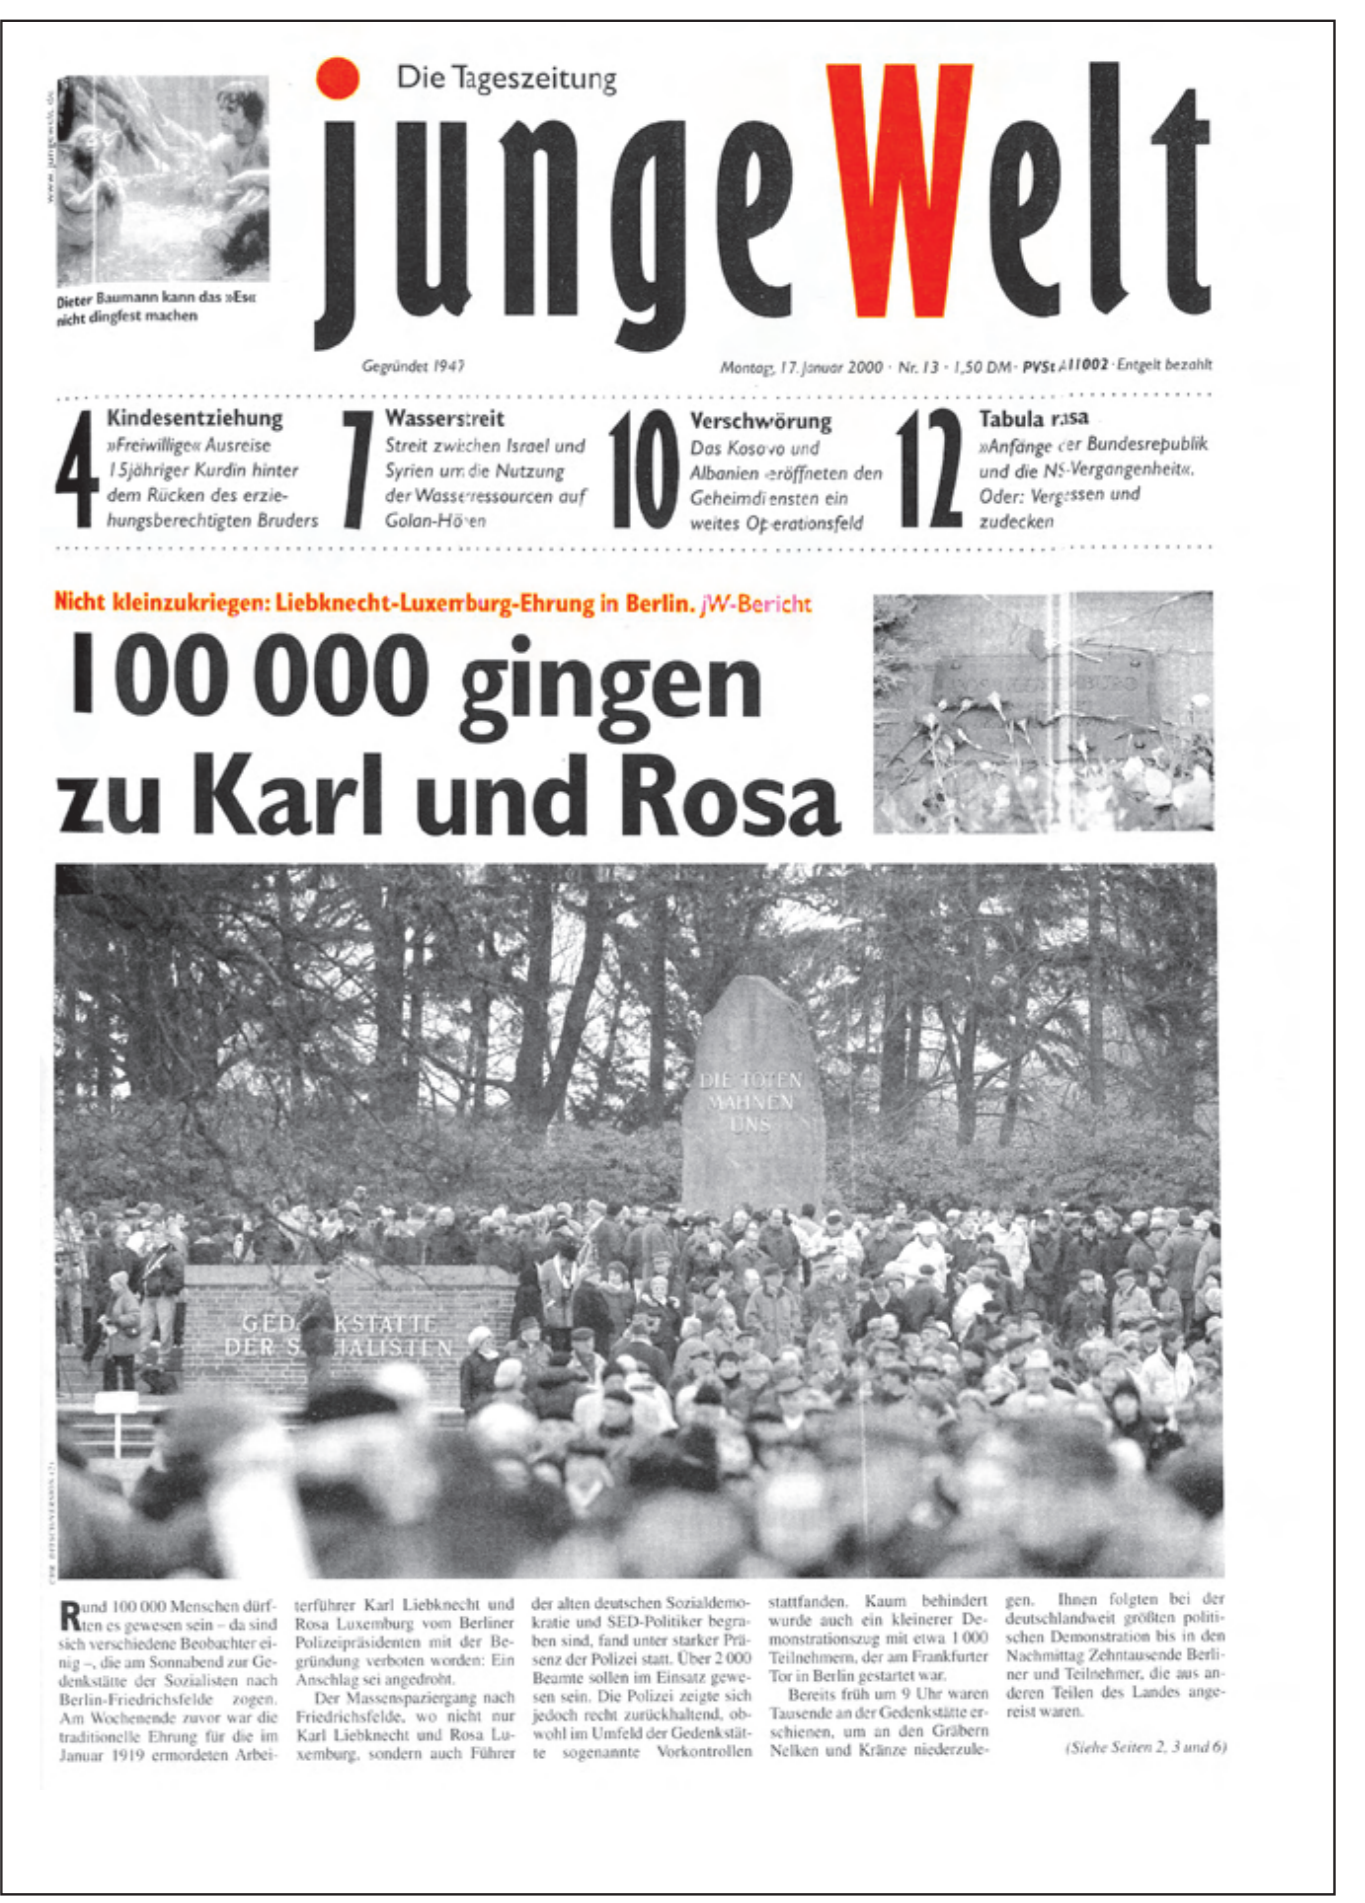 www.jungewelt.de
Die Tageszeitung
jungeWelt
Dieter Baumann kann das »Es«
nicht dingfest machen
Gegründet 1947
Montag, 17. Januar 2000 · Nr. 13 · 1,50 DM · PVSt A11002 · Entgelt bezahlt
4 Kindesentziehung
»Freiwillige« Ausreise
15jähriger Kurdin hinter
dem Rücken des erzie-
hungsberechtigten Bruders
7 Wasserstreit
Streit zwischen Israel und
Syrien um die Nutzung
der Wasserressourcen auf
Golan-Höhen
10 Verschwörung
Das Kosovo und
Albanien eröffneten den
Geheimdiensten ein
weites Operationsfeld
12 Tabula rasa
»Anfänge der Bundesrepublik
und die NS-Vergangenheit«.
Oder: Vergessen und
zudecken
Nicht kleinzukriegen: Liebknecht-Luxemburg-Ehrung in Berlin. jW-Bericht
100 000 gingen
zu Karl und Rosa
DIE TOTEN
MAHNEN
UNS
GEDENKSTÄTTE
DER SOZIALISTEN
Rund 100 000 Menschen dürf-
ten es gewesen sein – da sind
sich verschiedene Beobachter ei-
nig –, die am Sonnabend zur Ge-
denkstätte der Sozialisten nach
Berlin-Friedrichsfelde zogen.
Am Wochenende zuvor war die
traditionelle Ehrung für die im
Januar 1919 ermordeten Arbei-
terführer Karl Liebknecht und
Rosa Luxemburg vom Berliner
Polizeipräsidenten mit der Be-
gründung verboten worden: Ein
Anschlag sei angedroht.
Der Massenspaziergang nach
Friedrichsfelde, wo nicht nur
Karl Liebknecht und Rosa Lu-
xemburg, sondern auch Führer
der alten deutschen Sozialdemo-
kratie und SED-Politiker begra-
ben sind, fand unter starker Prä-
senz der Polizei statt. Über 2 000
Beamte sollen im Einsatz gewe-
sen sein. Die Polizei zeigte sich
jedoch recht zurückhaltend, ob-
wohl im Umfeld der Gedenkstät-
te sogenannte Vorkontrollen
stattfanden. Kaum behindert
wurde auch ein kleinerer De-
monstrationszug mit etwa 1 000
Teilnehmern, der am Frankfurter
Tor in Berlin gestartet war.
Bereits früh um 9 Uhr waren
Tausende an der Gedenkstätte er-
schienen, um an den Gräbern
Nelken und Kränze niederzule-
gen. Ihnen folgten bei der
deutschlandweit größten politi-
schen Demonstration bis in den
Nachmittag Zehntausende Berli-
ner und Teilnehmer, die aus an-
deren Teilen des Landes ange-
reist waren.
(Siehe Seiten 2, 3 und 6)